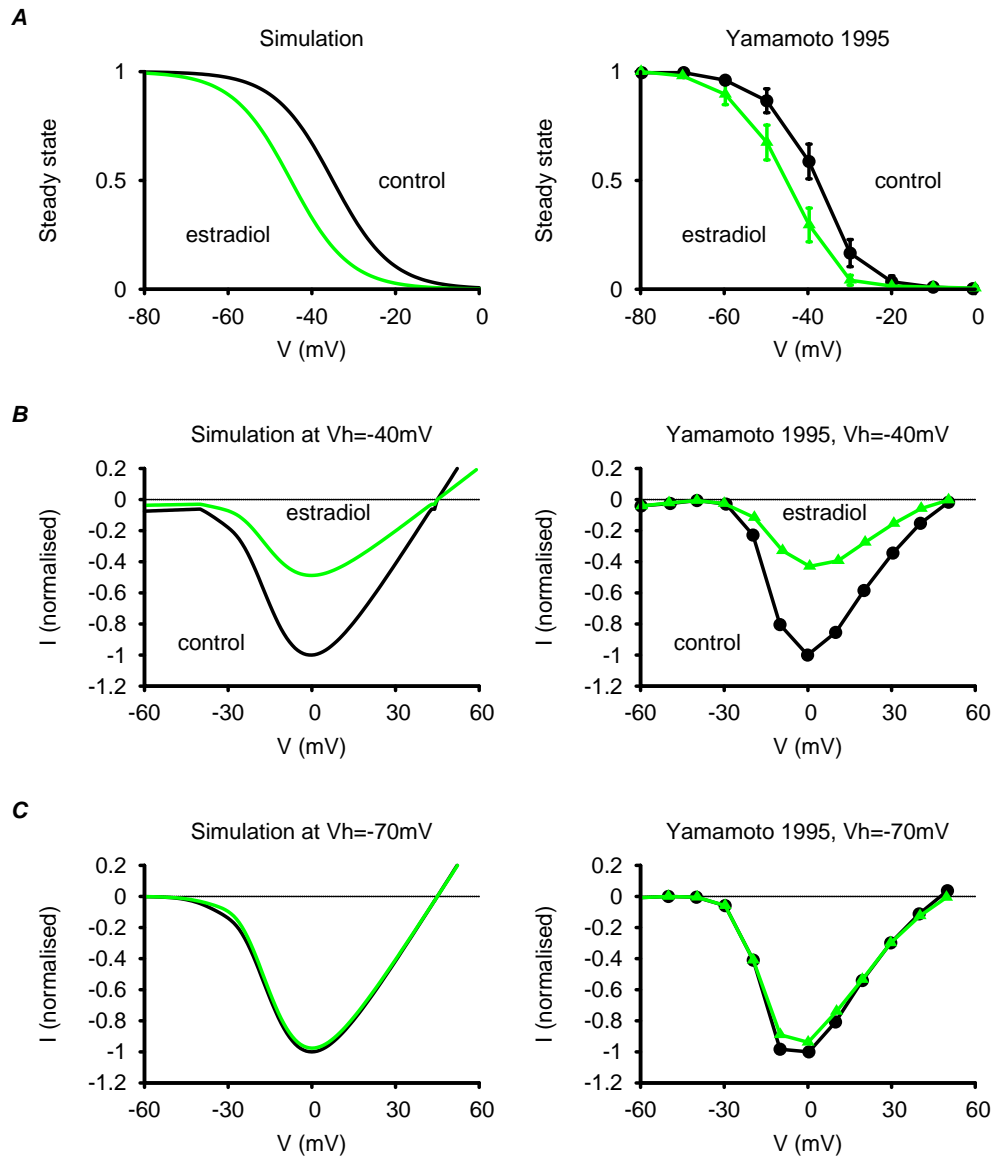 A
Simulation
Steady state
1
0.5
0
control
estradiol
-80
-60
-40
-20
0
V (mV)
Yamamoto 1995
Steady state
1
0.5
0
control
estradiol
-80
-60
-40
-20
0
V (mV)
B
Simulation at Vh=-40mV
I (normalised)
0.2
0
-0.2
-0.4
-0.6
-0.8
-1
-1.2
estradiol
control
-60
-30
0
30
60
V (mV)
Yamamoto 1995, Vh=-40mV
I (normalised)
0.2
0
-0.2
-0.4
-0.6
-0.8
-1
-1.2
estradiol
control
-60
-30
0
30
60
V (mV)
C
Simulation at Vh=-70mV
I (normalised)
0.2
0
-0.2
-0.4
-0.6
-0.8
-1
-1.2
-60
-30
0
30
60
V (mV)
Yamamoto 1995, Vh=-70mV
I (normalised)
0.2
0
-0.2
-0.4
-0.6
-0.8
-1
-1.2
-60
-30
0
30
60
V (mV)